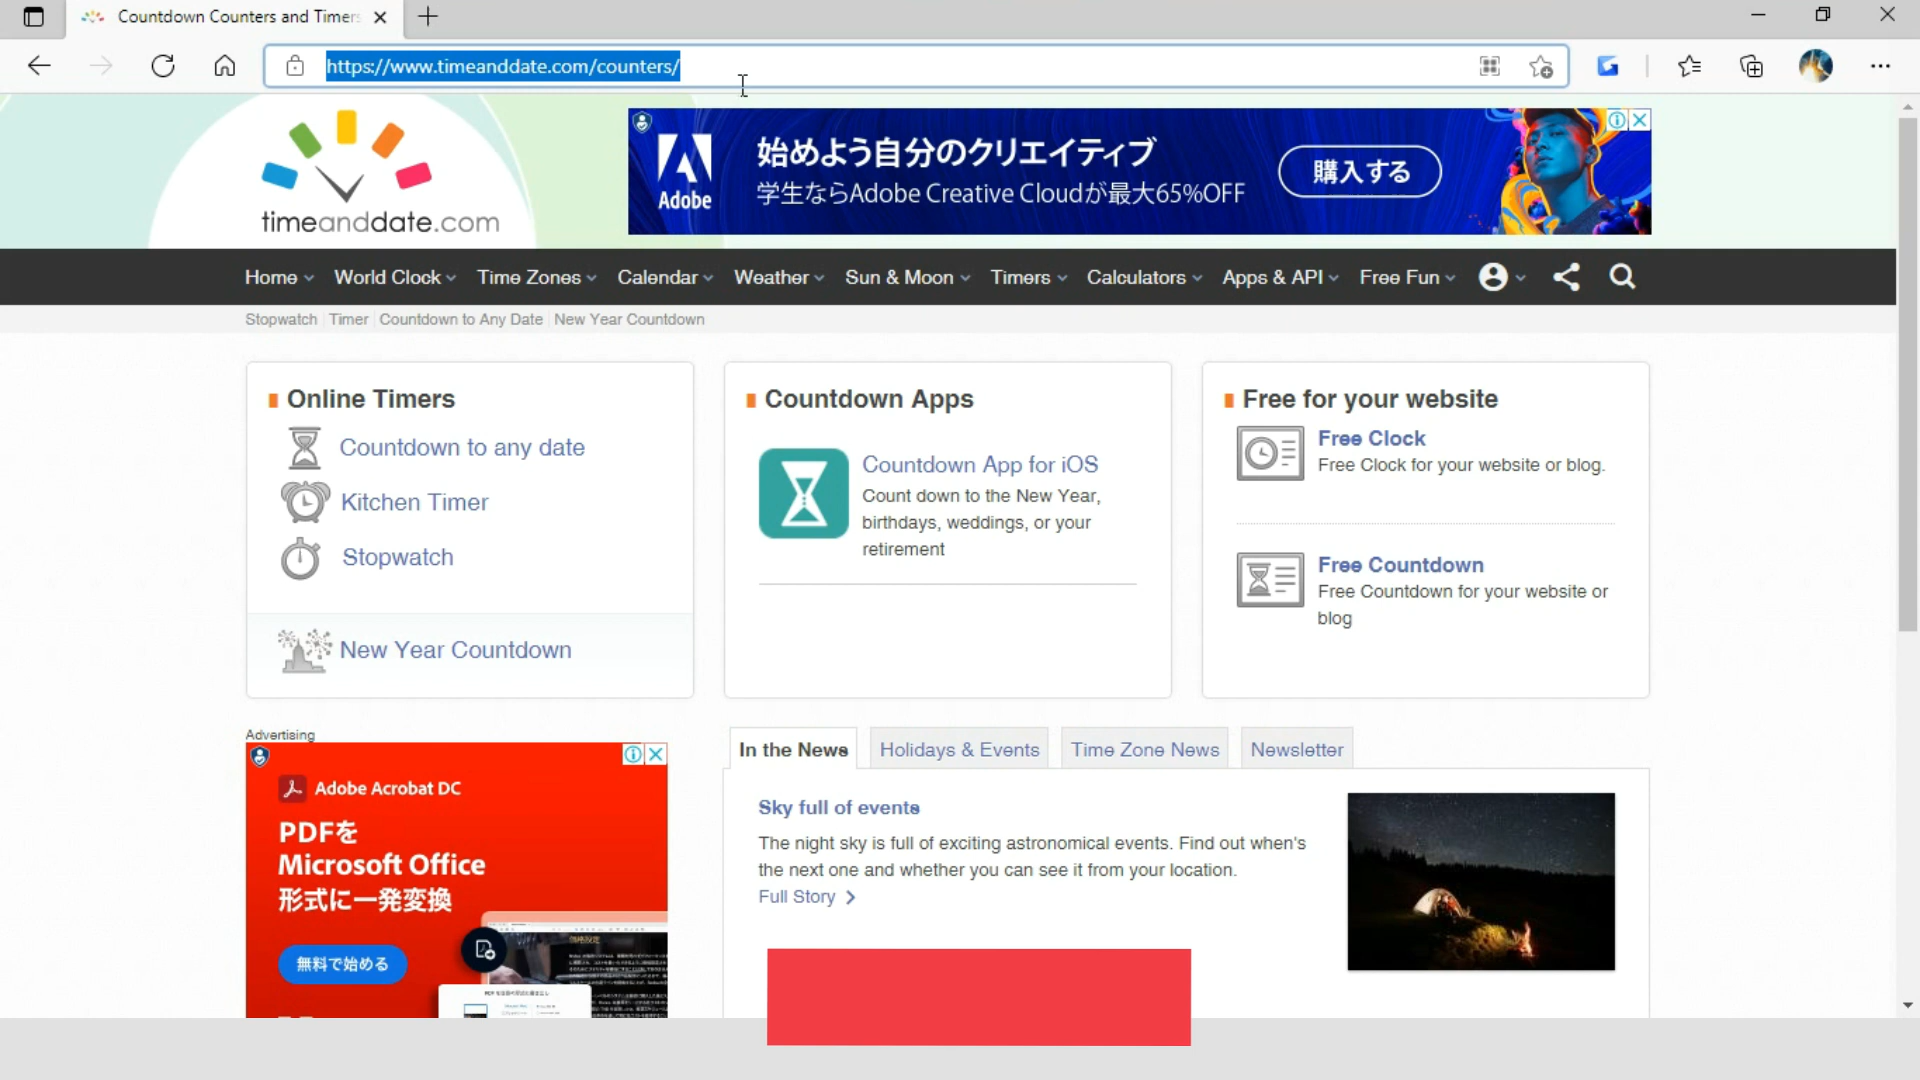 Countdown Counters and Timers
https://www.timeanddate.com/counters/
timeanddate.com
Adobe
始めよう自分のクリエイティブ
学生ならAdobe Creative Cloudが最大65%OFF
購入する
Home World Clock Time Zones Calendar Weather Sun & Moon Timers Calculators Apps & API Free Fun
Stopwatch Timer Countdown to Any Date New Year Countdown
Online Timers
Countdown to any date
Kitchen Timer
Stopwatch
New Year Countdown
Countdown Apps
Countdown App for iOS
Count down to the New Year,
birthdays, weddings, or your
retirement
Free for your website
Free Clock
Free Clock for your website or blog.
Free Countdown
Free Countdown for your website or
blog
Advertising
Adobe Acrobat DC
PDFを
Microsoft Office
形式に一発変換
無料で始める
In the News Holidays & Events Time Zone News Newsletter
Sky full of events
The night sky is full of exciting astronomical events. Find out when's
the next one and whether you can see it from your location.
Full Story